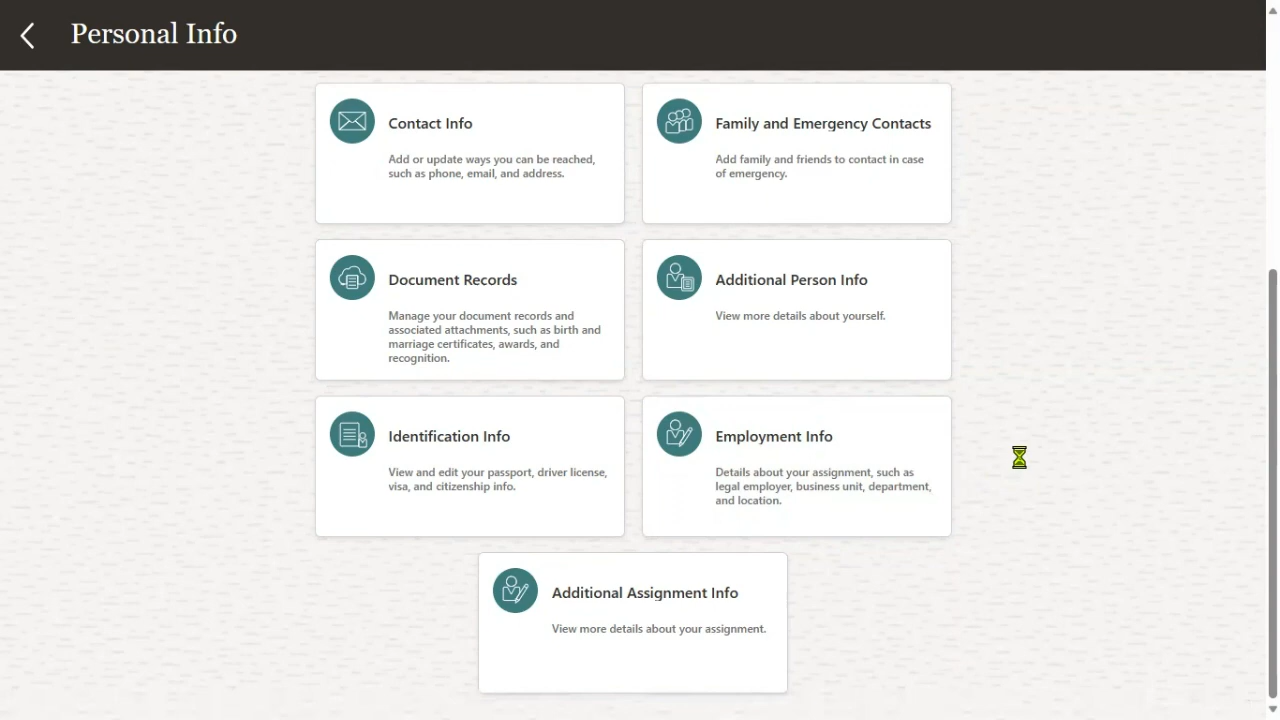 Personal Info
Contact Info
Add or update ways you can be reached,
such as phone, email, and address.
Family and Emergency Contacts
Add family and friends to contact in case
of emergency.
Document Records
Manage your document records and
associated attachments, such as birth and
marriage certificates, awards, and
recognition.
Additional Person Info
View more details about yourself.
Identification Info
View and edit your passport, driver license,
visa, and citizenship info.
Employment Info
Details about your assignment, such as
legal employer, business unit, department,
and location.
Additional Assignment Info
View more details about your assignment.